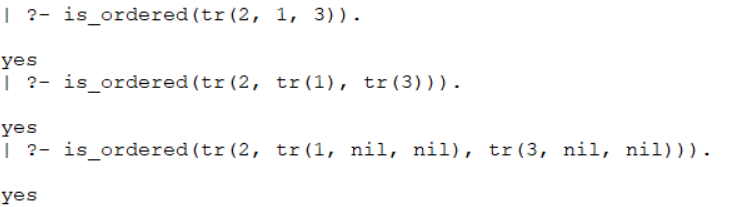 | ?- is_ordered(tr(2, 1, 3)).
yes
| ?- is_ordered(tr(2, tr(1), tr(3))).
yes
| ?- is_ordered(tr(2, tr(1, nil, nil), tr(3, nil, nil))).
yes